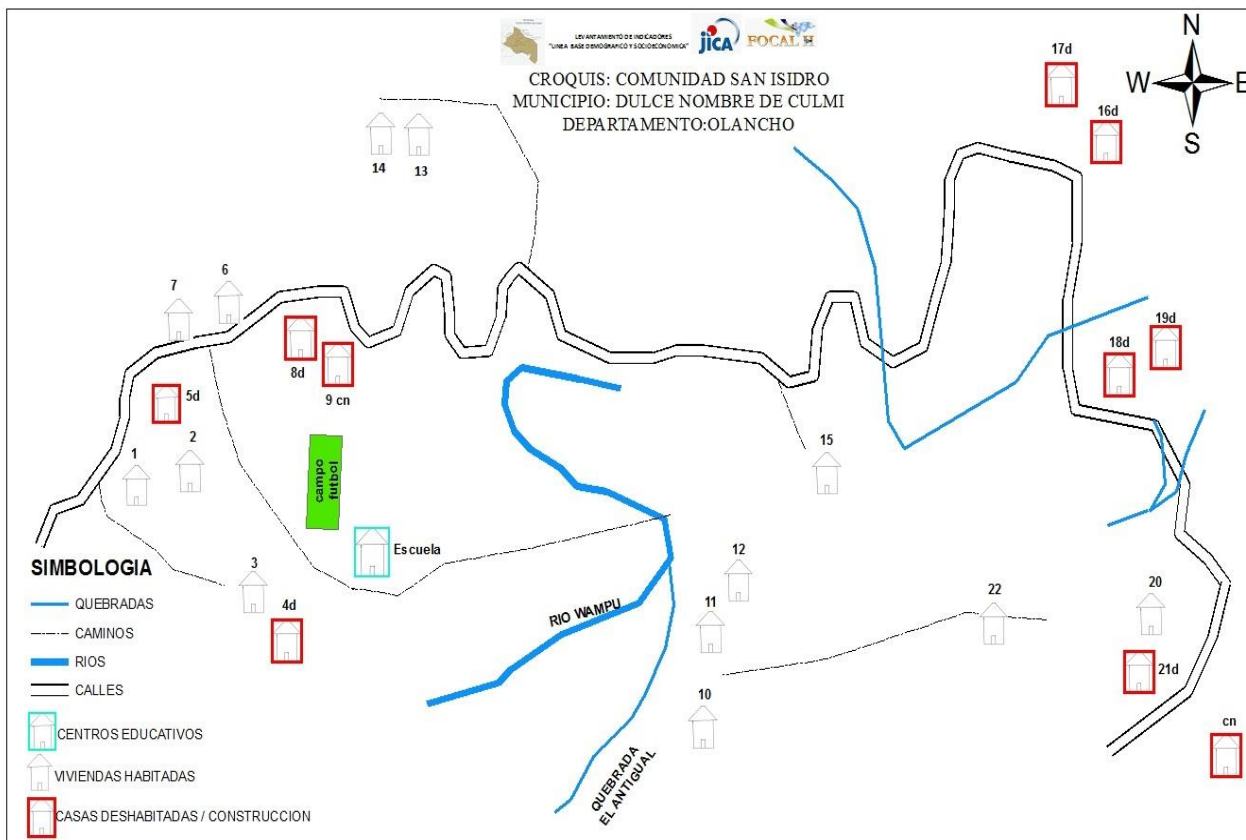 LEVANTAMIENTO DE INDICADORES
"LINEA BASE DEMOGRAFICO Y SOCIOECONOMICA"
jICA
FOCAL II
CROQUIS: COMUNIDAD SAN ISIDRO
MUNICIPIO: DULCE NOMBRE DE CULMI
DEPARTAMENTO:OLANCHO
N
W E
S
17d
16d
14 13
7 6
8d
9 cn
5d
1 2
campo
futbol
Escuela
3
4d
19d
18d
15
12
11
10
22
20
21d
cn
RIO WAMPU
QUEBRADA
EL ANTIGUAL
SIMBOLOGIA
QUEBRADAS
CAMINOS
RIOS
CALLES
CENTROS EDUCATIVOS
VIVIENDAS HABITADAS
CASAS DESHABITADAS / CONSTRUCCION